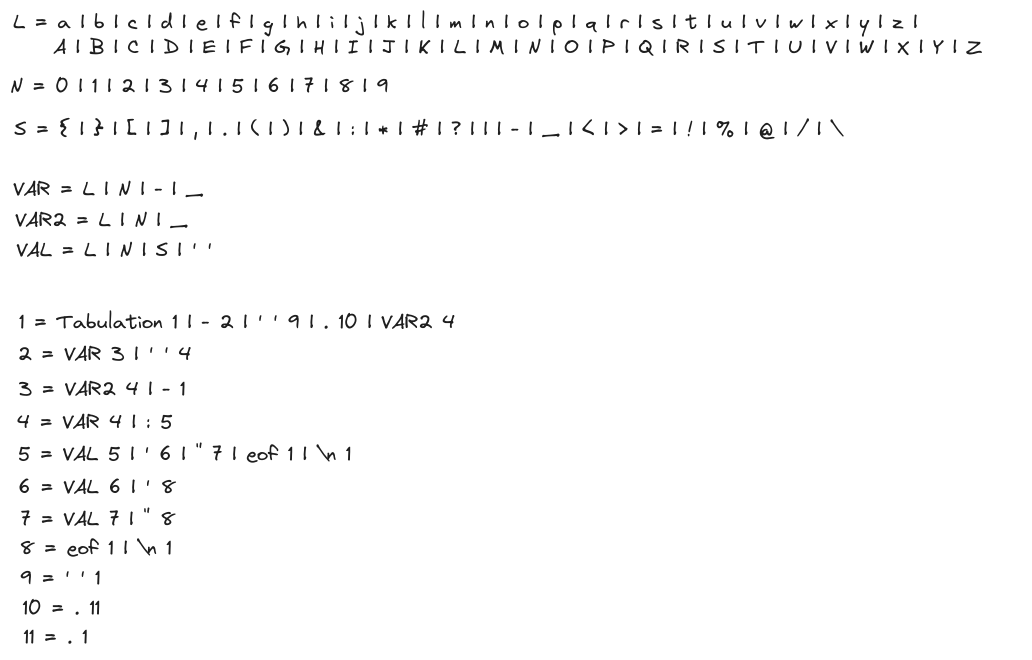 L = a | b | c | d | e | f | g | h | i | j | k | l | m | n | o | p | q | r | s | t | u | v | w | x | y | z |
A | B | C | D | E | F | G | H | I | J | K | L | M | N | O | P | Q | R | S | T | U | V | W | X | Y | Z
N = 0 | 1 | 2 | 3 | 4 | 5 | 6 | 7 | 8 | 9
S = { | } | [ | ] | , | . | ( | ) | & | : | * | # | ? | | | - | _ | < | > | = | ! | % | @ | / | \
VAR = L | N | - | _
VAR2 = L | N | _
VAL = L | N | S | ' '
1 = Tabulation 1 | - 2 | ' ' 9 | . 10 | VAR2 4
2 = VAR 3 | ' ' 4
3 = VAR2 4 | - 1
4 = VAR 4 | : 5
5 = VAL 5 | ' 6 | " 7 | eof 1 | \n 1
6 = VAL 6 | ' 8
7 = VAL 7 | " 8
8 = eof 1 | \n 1
9 = ' ' 1
10 = . 11
11 = . 1